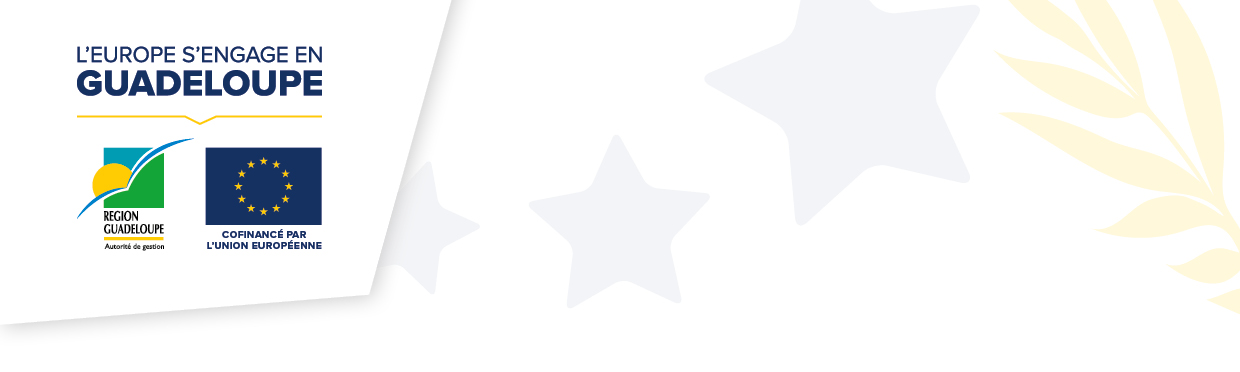 L'EUROPE S'ENGAGE EN
GUADELOUPE
REGION
GUADELOUPE
Autorité de gestion
COFINANCÉ PAR
L'UNION EUROPÉENNE